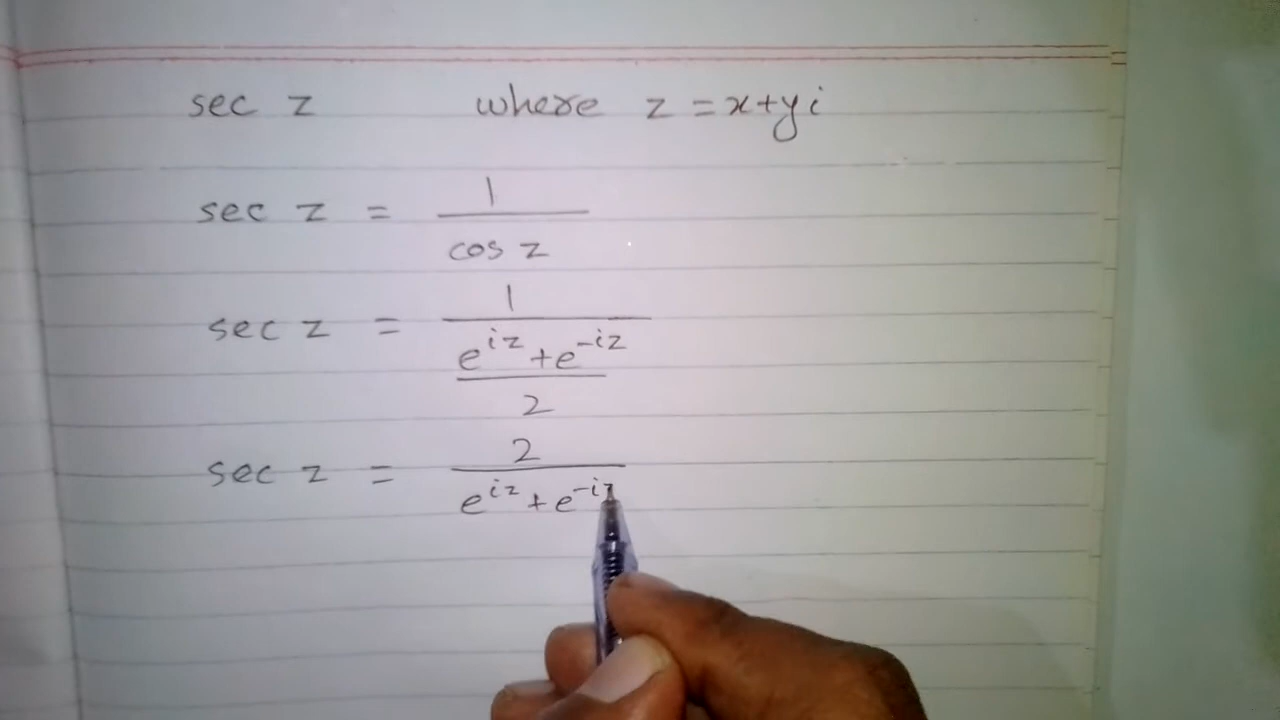 sec z where z = x+yi
sec z = 1
cos z
sec z = 1
e^{iz} + e^{-iz}
2
sec z = 2
e^{iz} + e^{-iz}